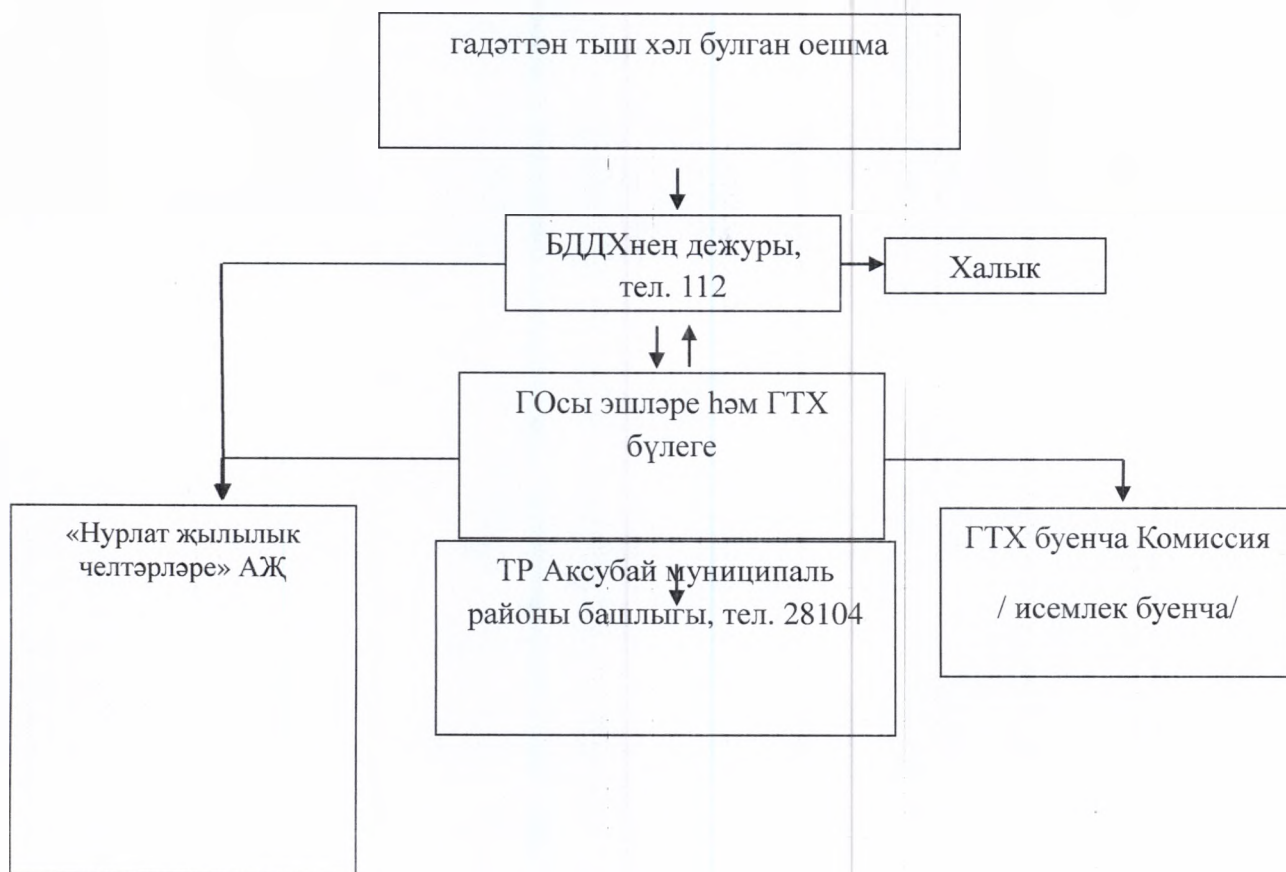 гадәттән тыш хәл булган оешма
БДДХнең дежуры,
тел. 112
Халык
ГОсы эшләре һәм ГТХ
бүлеге
«Нурлат җылылык
челтәрләре» АҖ
ТР Аксубай муниципаль
районы башлыгы, тел. 28104
ГТХ буенча Комиссия
/ исемлек буенча/